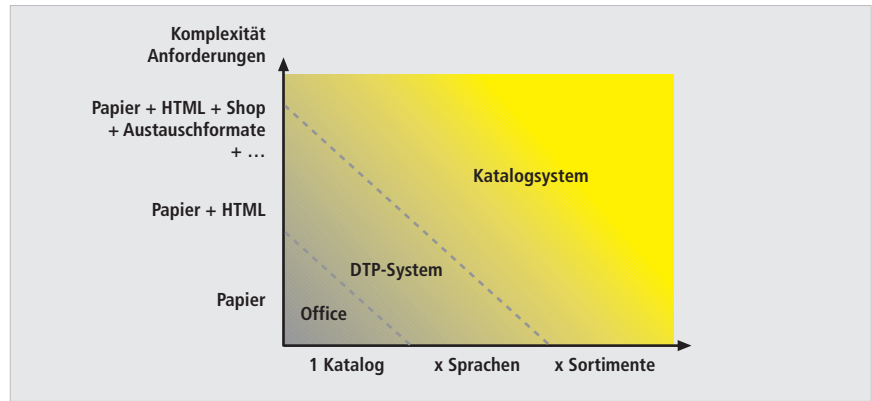 Komplexität
Anforderungen
Papier + HTML + Shop
+ Austauschformate
+ …
Katalogsystem
Papier + HTML
DTP-System
Papier
Office
1 Katalog
x Sprachen
x Sortimente